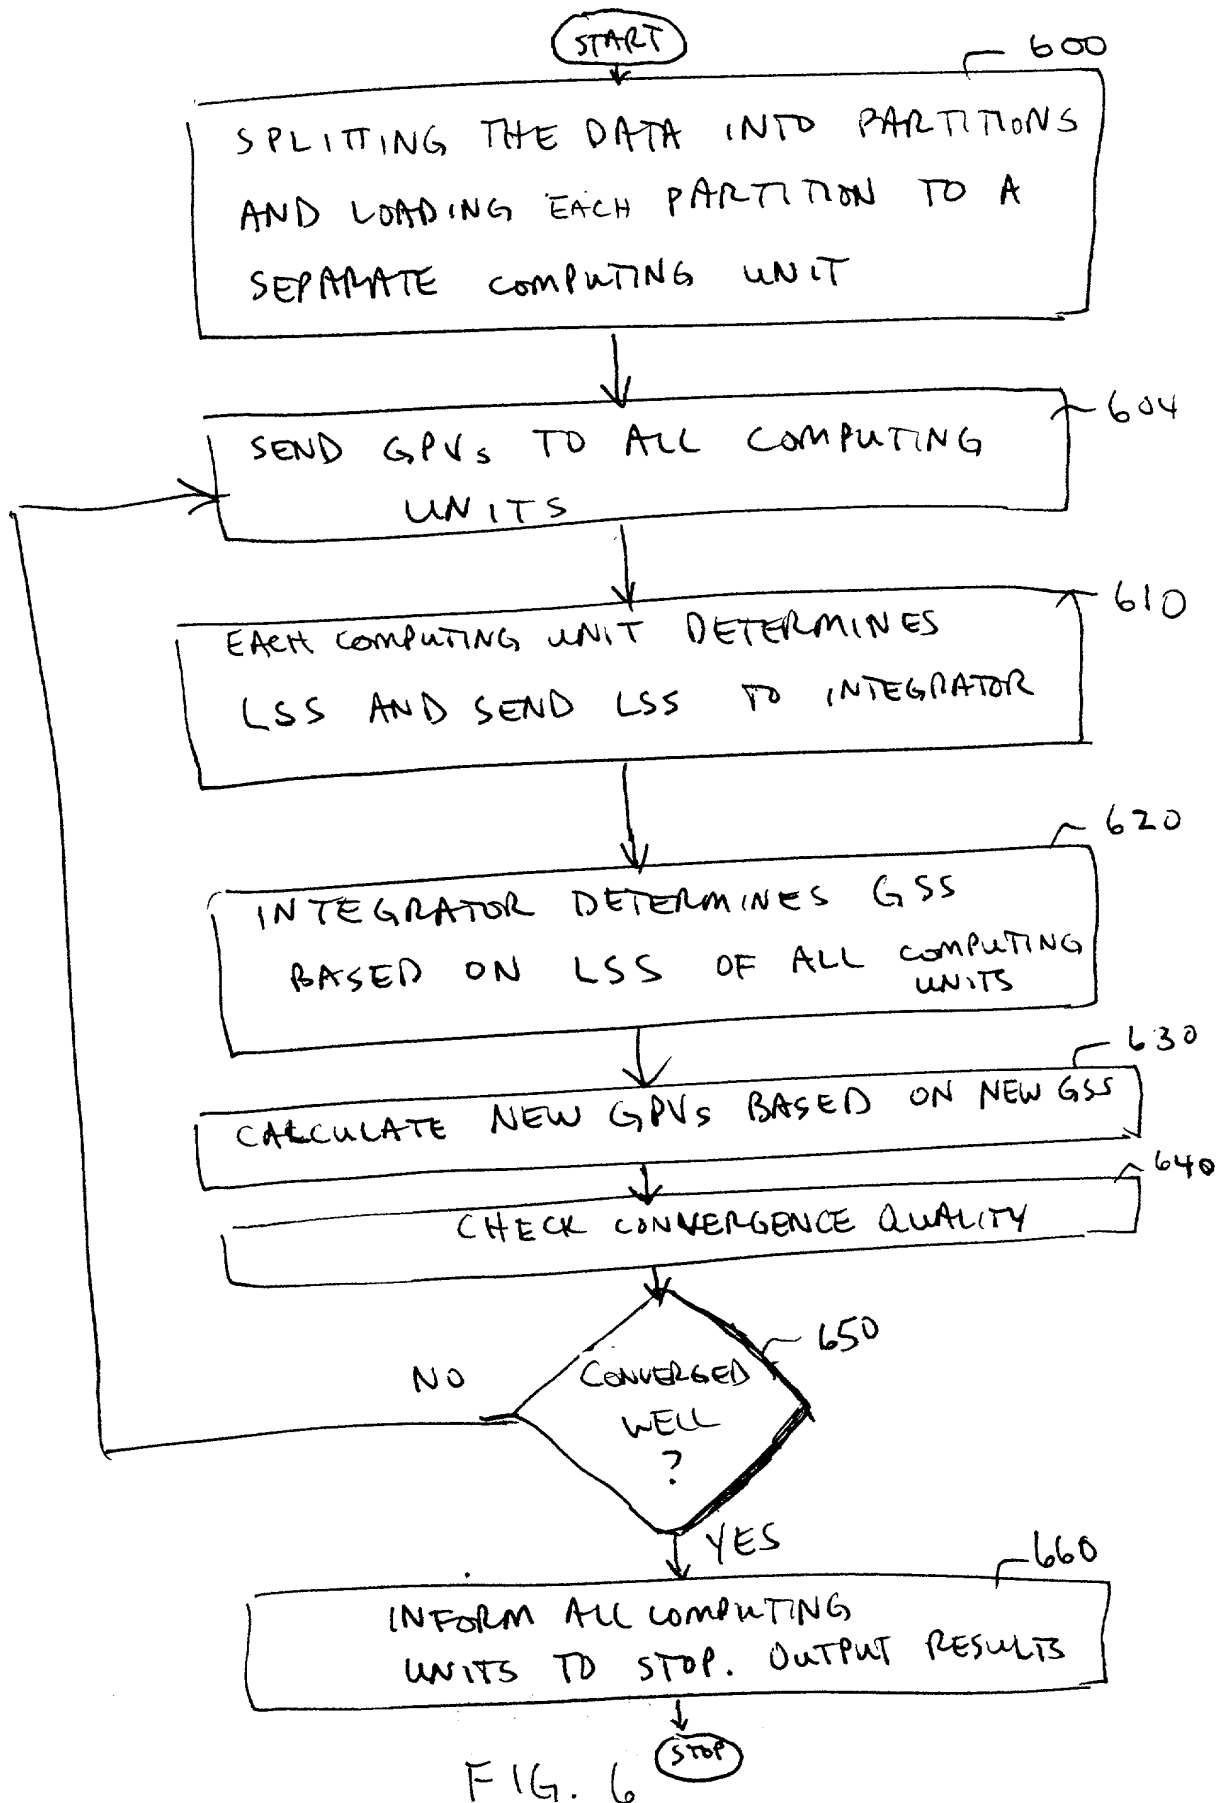 START
600
SPLITTING THE DATA INTO PARTITIONS
AND LOADING EACH PARTITION TO A
SEPARATE COMPUTING UNIT
604
SEND GPVs TO ALL COMPUTING
UNITS
610
EACH COMPUTING UNIT DETERMINES
LSS AND SEND LSS TO INTEGRATOR
620
INTEGRATOR DETERMINES GSS
BASED ON LSS OF ALL COMPUTING
UNITS
630
CALCULATE NEW GPVs BASED ON NEW GSS
640
CHECK CONVERGENCE QUALITY
650
NO
CONVERGED
WELL
?
YES
660
INFORM ALL COMPUTING
UNITS TO STOP. OUTPUT RESULTS
STOP
FIG. 6